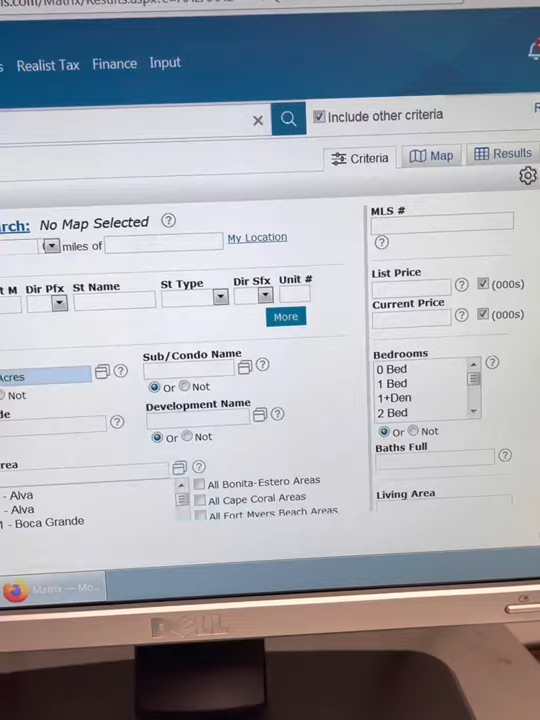 s Realist Tax Finance Input
Include other criteria
Criteria Map Results
rch: No Map Selected
miles of My Location
MLS #
t M Dir Pfx St Name St Type Dir Sfx Unit #
More
List Price
(000s)
Current Price
(000s)
Acres
Not
Sub/Condo Name
Or Not
Development Name
Or Not
Bedrooms
0 Bed
1 Bed
1+Den
2 Bed
Or Not
Baths Full
Living Area
de
rea
- Alva
- Alva
1 - Boca Grande
All Bonita-Estero Areas
All Cape Coral Areas
All Fort Myers Beach Areas
Matrix — Mo...
DELL